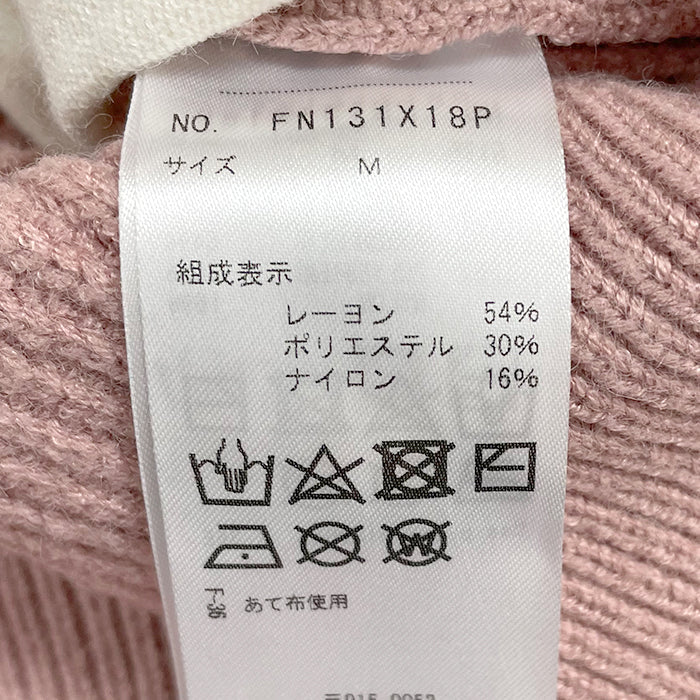 NO. FN131X18P
サイズ M
組成表示
レーヨン 54%
ポリエステル 30%
ナイロン 16%
W
あて布使用